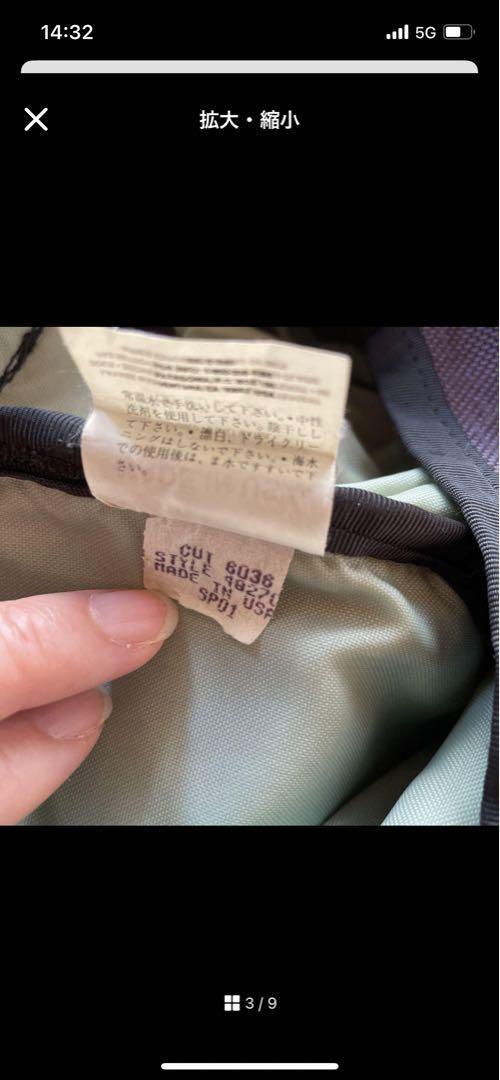 14:32
5G
拡大・縮小
常温水で手洗いして下さい。・中性
洗剤を使用して下さい。陰干しし
て下さい。・漂白、ドライクリー
ニングはしないで下さい。・海水
での使用後は、ま水ですすいで下
さい。
CUT 6036
STYLE
MADE IN USA
SP01
3/9